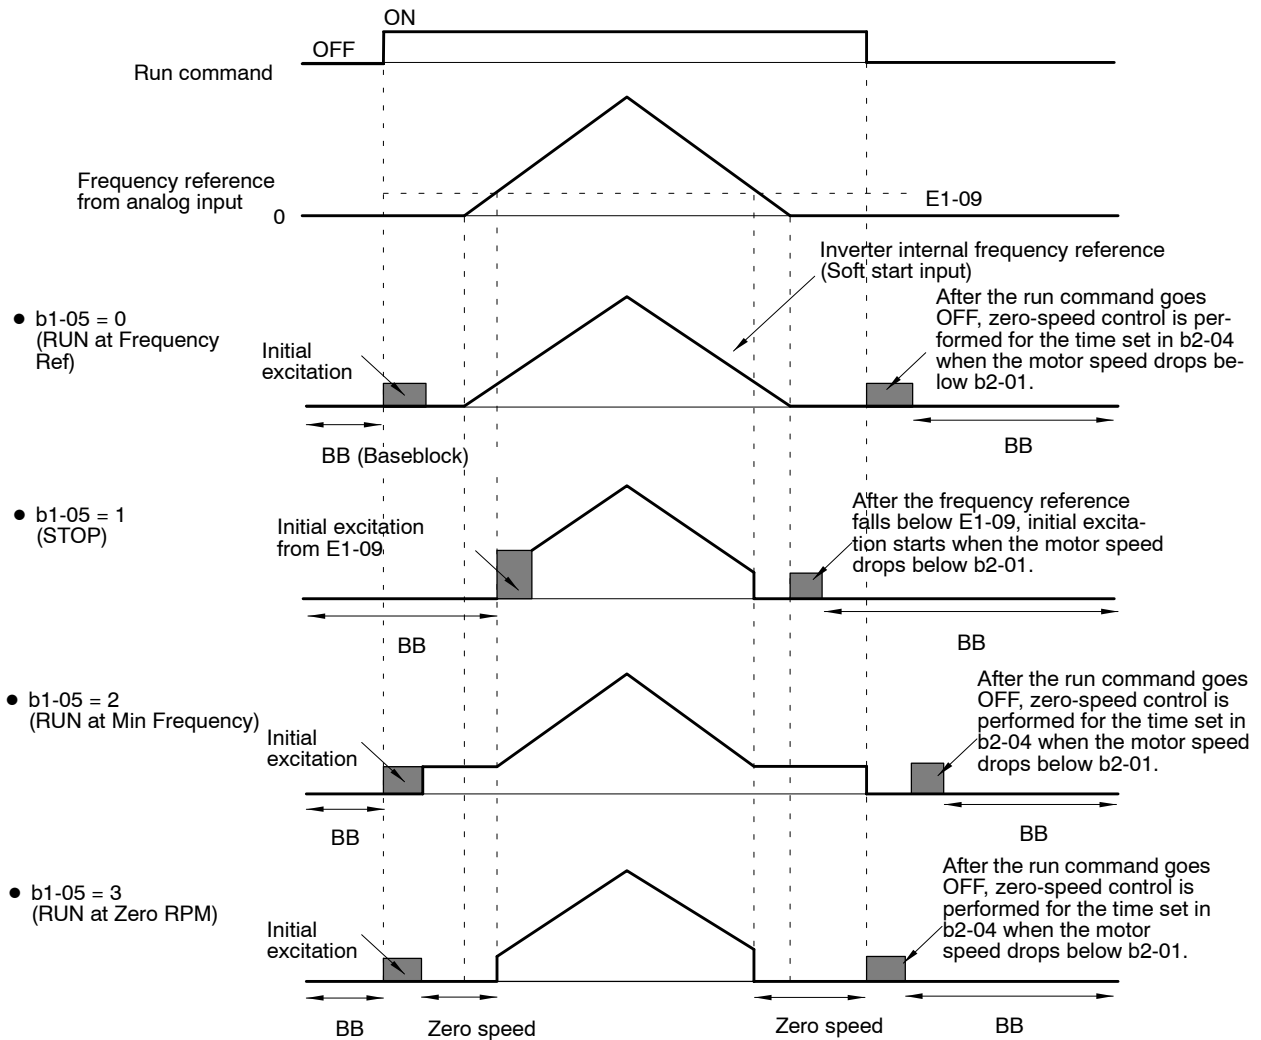 ON
OFF
Run command
Frequency reference
from analog input
0
E1-09
Inverter internal frequency reference
(Soft start input)
● b1-05 = 0
(RUN at Frequency
Ref)
Initial
excitation
After the run command goes
OFF, zero-speed control is per-
formed for the time set in b2-04
when the motor speed drops be-
low b2-01.
BB (Baseblock)
BB
● b1-05 = 1
(STOP)
Initial excitation
from E1-09
After the frequency reference
falls below E1-09, initial excita-
tion starts when the motor speed
drops below b2-01.
BB
BB
● b1-05 = 2
(RUN at Min Frequency)
Initial
excitation
After the run command goes
OFF, zero-speed control is
performed for the time set in
b2-04 when the motor speed
drops below b2-01.
BB
BB
● b1-05 = 3
(RUN at Zero RPM)
Initial
excitation
After the run command goes
OFF, zero-speed control is
performed for the time set in
b2-04 when the motor
speed drops below b2-01.
BB
Zero speed
Zero speed
BB